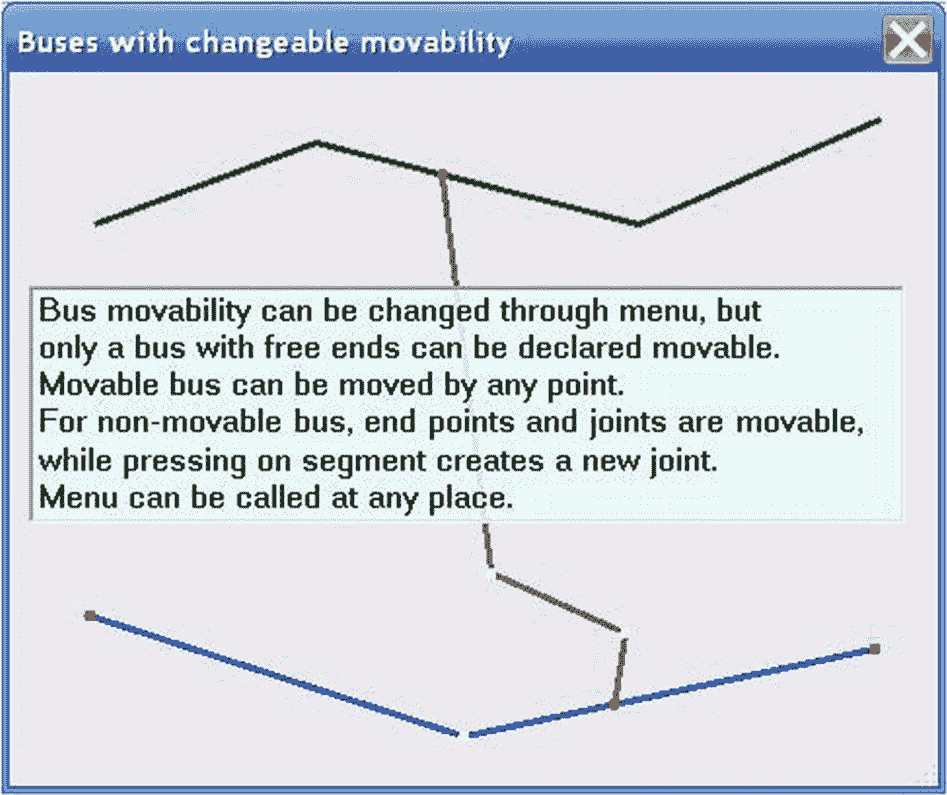 Buses with changeable movability
Bus movability can be changed through menu, but
only a bus with free ends can be declared movable.
Movable bus can be moved by any point.
For non-movable bus, end points and joints are movable,
while pressing on segment creates a new joint.
Menu can be called at any place.